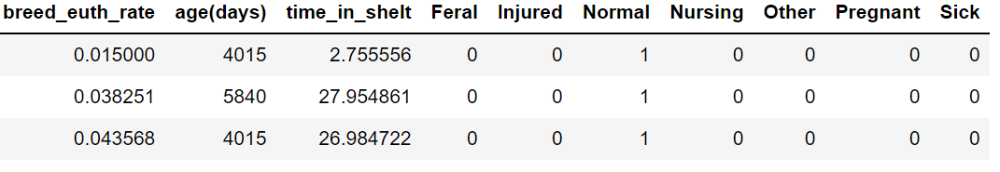 breed_euth_rate age(days) time_in_shelt Feral Injured Normal Nursing Other Pregnant Sick
0.015000 4015 2.755556 0 0 1 0 0 0 0
0.038251 5840 27.954861 0 0 1 0 0 0 0
0.043568 4015 26.984722 0 0 1 0 0 0 0